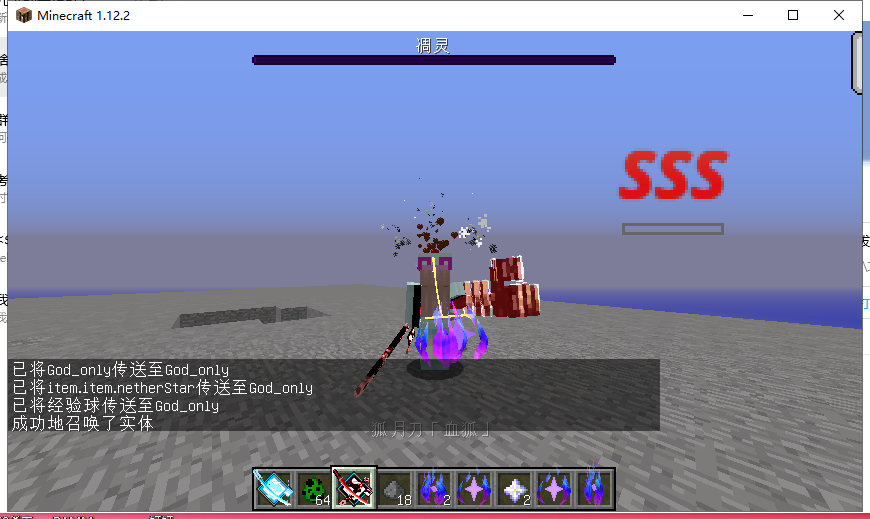 Minecraft 1.12.2
凋灵
SSS
已将God_only传送至God_only
已将item.item.netherStar传送至God_only
已将经验球传送至God_only
成功地召唤了实体
狐月刀「血狐」
64
18
2
2